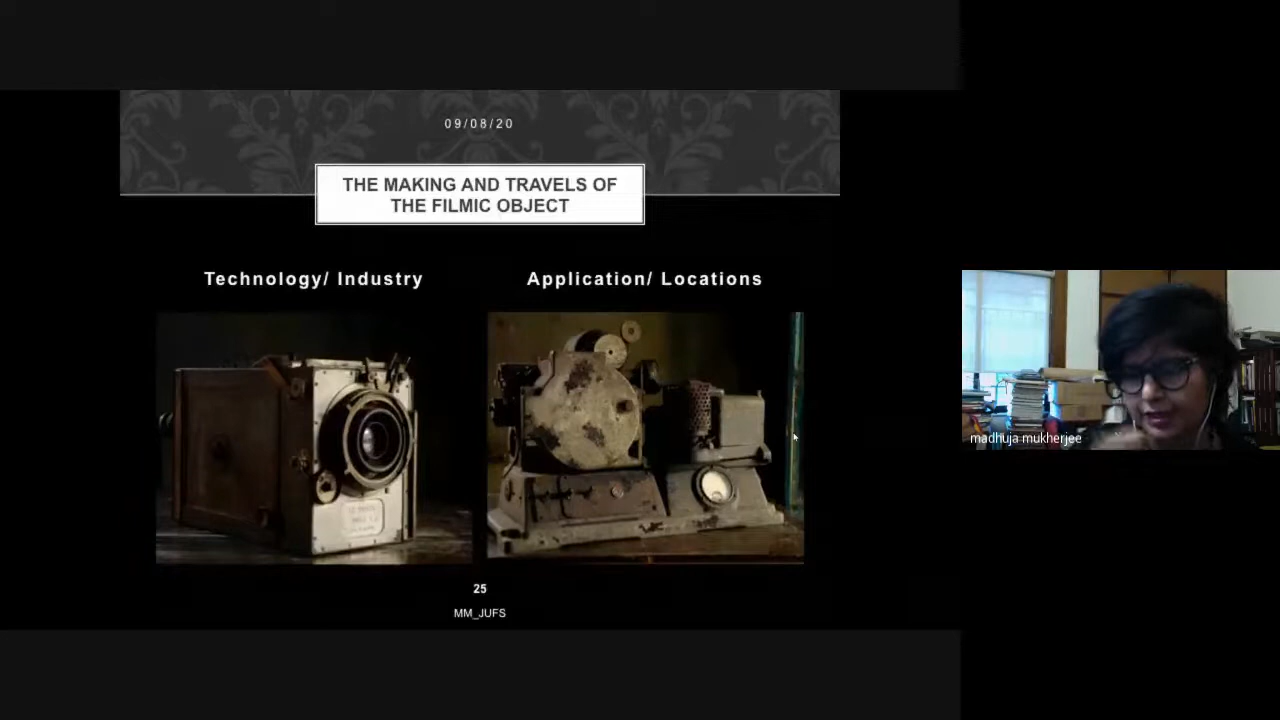 09/08/20
THE MAKING AND TRAVELS OF
THE FILMIC OBJECT
Technology/ Industry
Application/ Locations
25
MM_JUFS
madhuja mukherjee